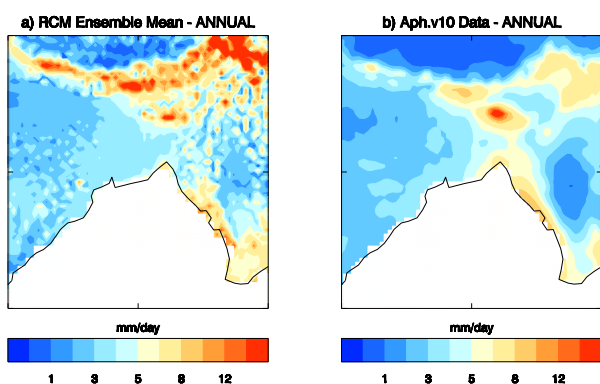 a) RCM Ensemble Mean - ANNUAL
b) Aph.v10 Data - ANNUAL
mm/day
1 3 5 8 12
mm/day
1 3 5 8 12